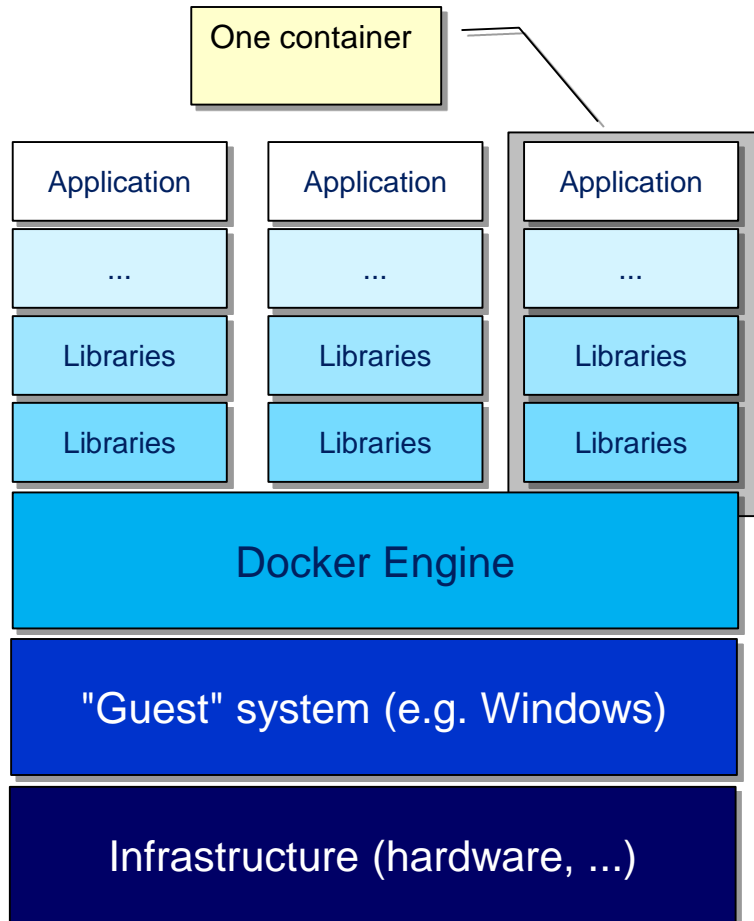 One container
Application
Application
Application
...
...
...
Libraries
Libraries
Libraries
Libraries
Libraries
Libraries
Docker Engine
"Guest" system (e.g. Windows)
Infrastructure (hardware, ...)